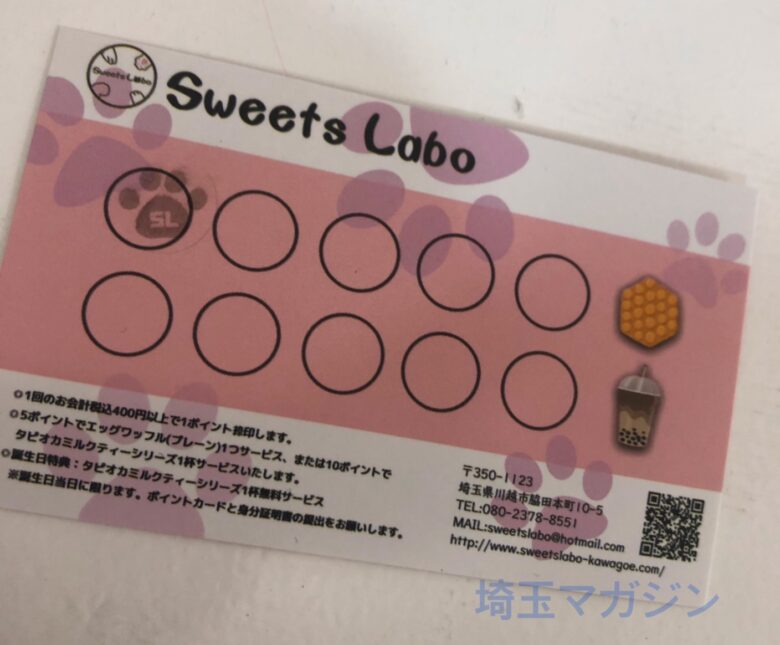 Sweets Labo
Sweets Labo
SL
◎1回のお会計税込400円以上で1ポイント捺印します。
◎5ポイントでエッグワッフル(プレーン)1つサービス、または10ポイントで
タピオカミルクティーシリーズ1杯サービスいたします。
◎誕生日特典：タピオカミルクティーシリーズ1杯無料サービス
※誕生日当日に限ります。ポイントカードと身分証明書の提出をお願いします。
〒350-1123
埼玉県川越市脇田本町10-5
TEL: 080-2378-8551
MAIL:sweetslabo@hotmail.com
http://www.sweetslabo-kawagoe.com/
埼玉マガジン